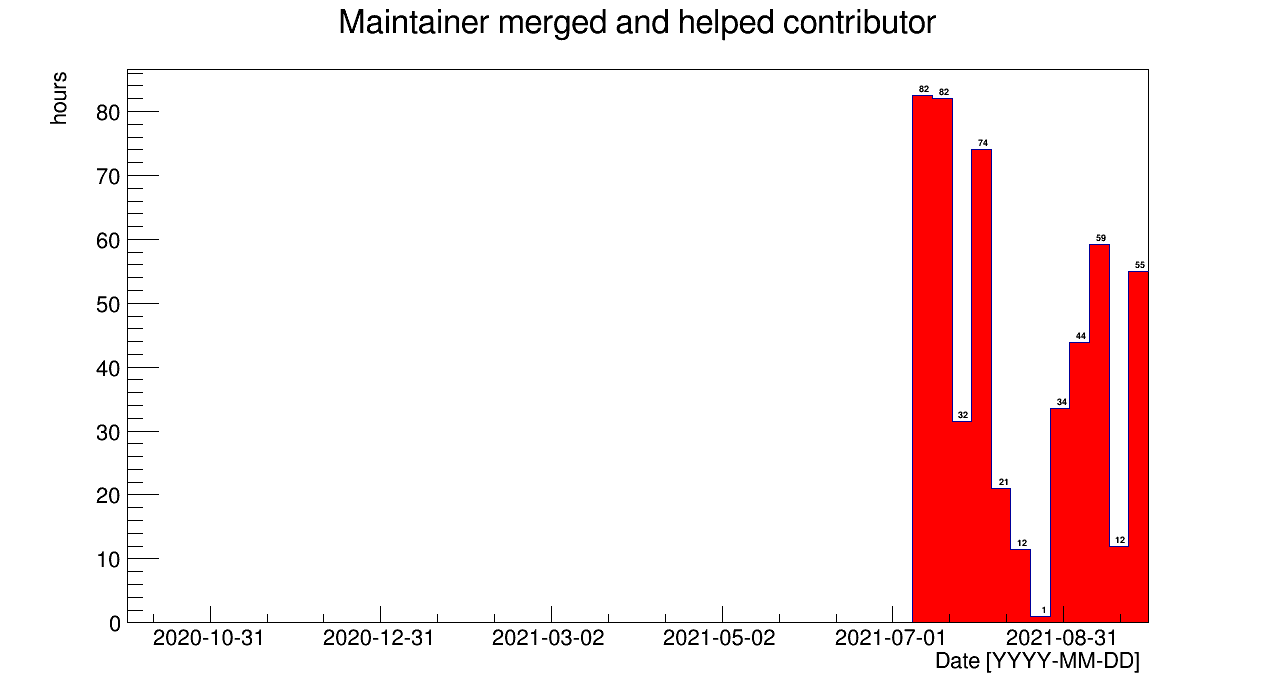 Maintainer merged and helped contributor
hours
80
70
60
50
40
30
20
10
0
82 82 32 74 21 12 1 34 44 59 12 55
2020-10-31 2020-12-31 2021-03-02 2021-05-02 2021-07-01 2021-08-31
Date [YYYY-MM-DD]